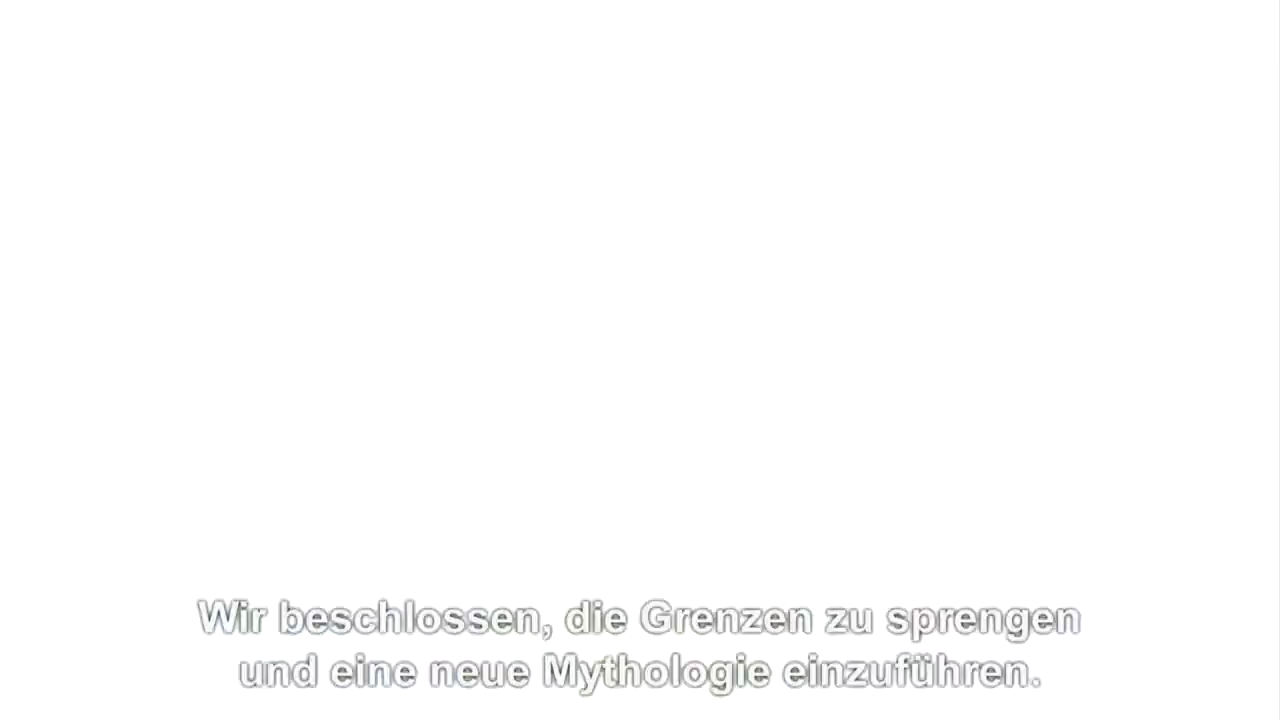 Wir beschlossen, die Grenzen zu sprengen
und eine neue Mythologie einzuführen.